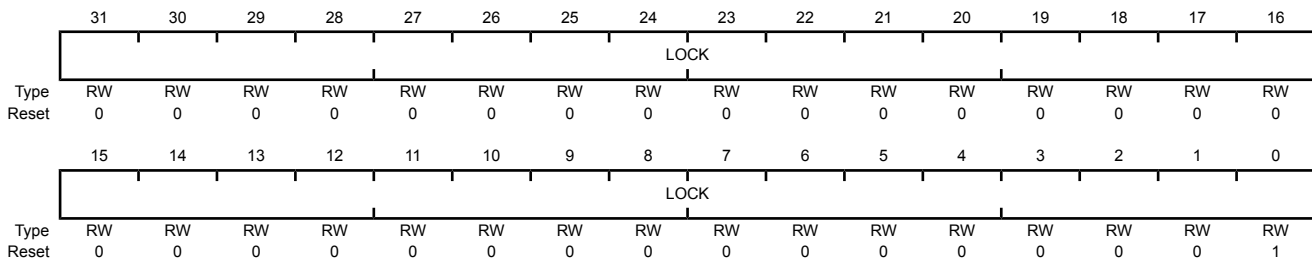 31 30 29 28 27 26 25 24 23 22 21 20 19 18 17 16
LOCK
Type RW RW RW RW RW RW RW RW RW RW RW RW RW RW RW RW
Reset 0 0 0 0 0 0 0 0 0 0 0 0 0 0 0 0
15 14 13 12 11 10 9 8 7 6 5 4 3 2 1 0
LOCK
Type RW RW RW RW RW RW RW RW RW RW RW RW RW RW RW RW
Reset 0 0 0 0 0 0 0 0 0 0 0 0 0 0 0 1